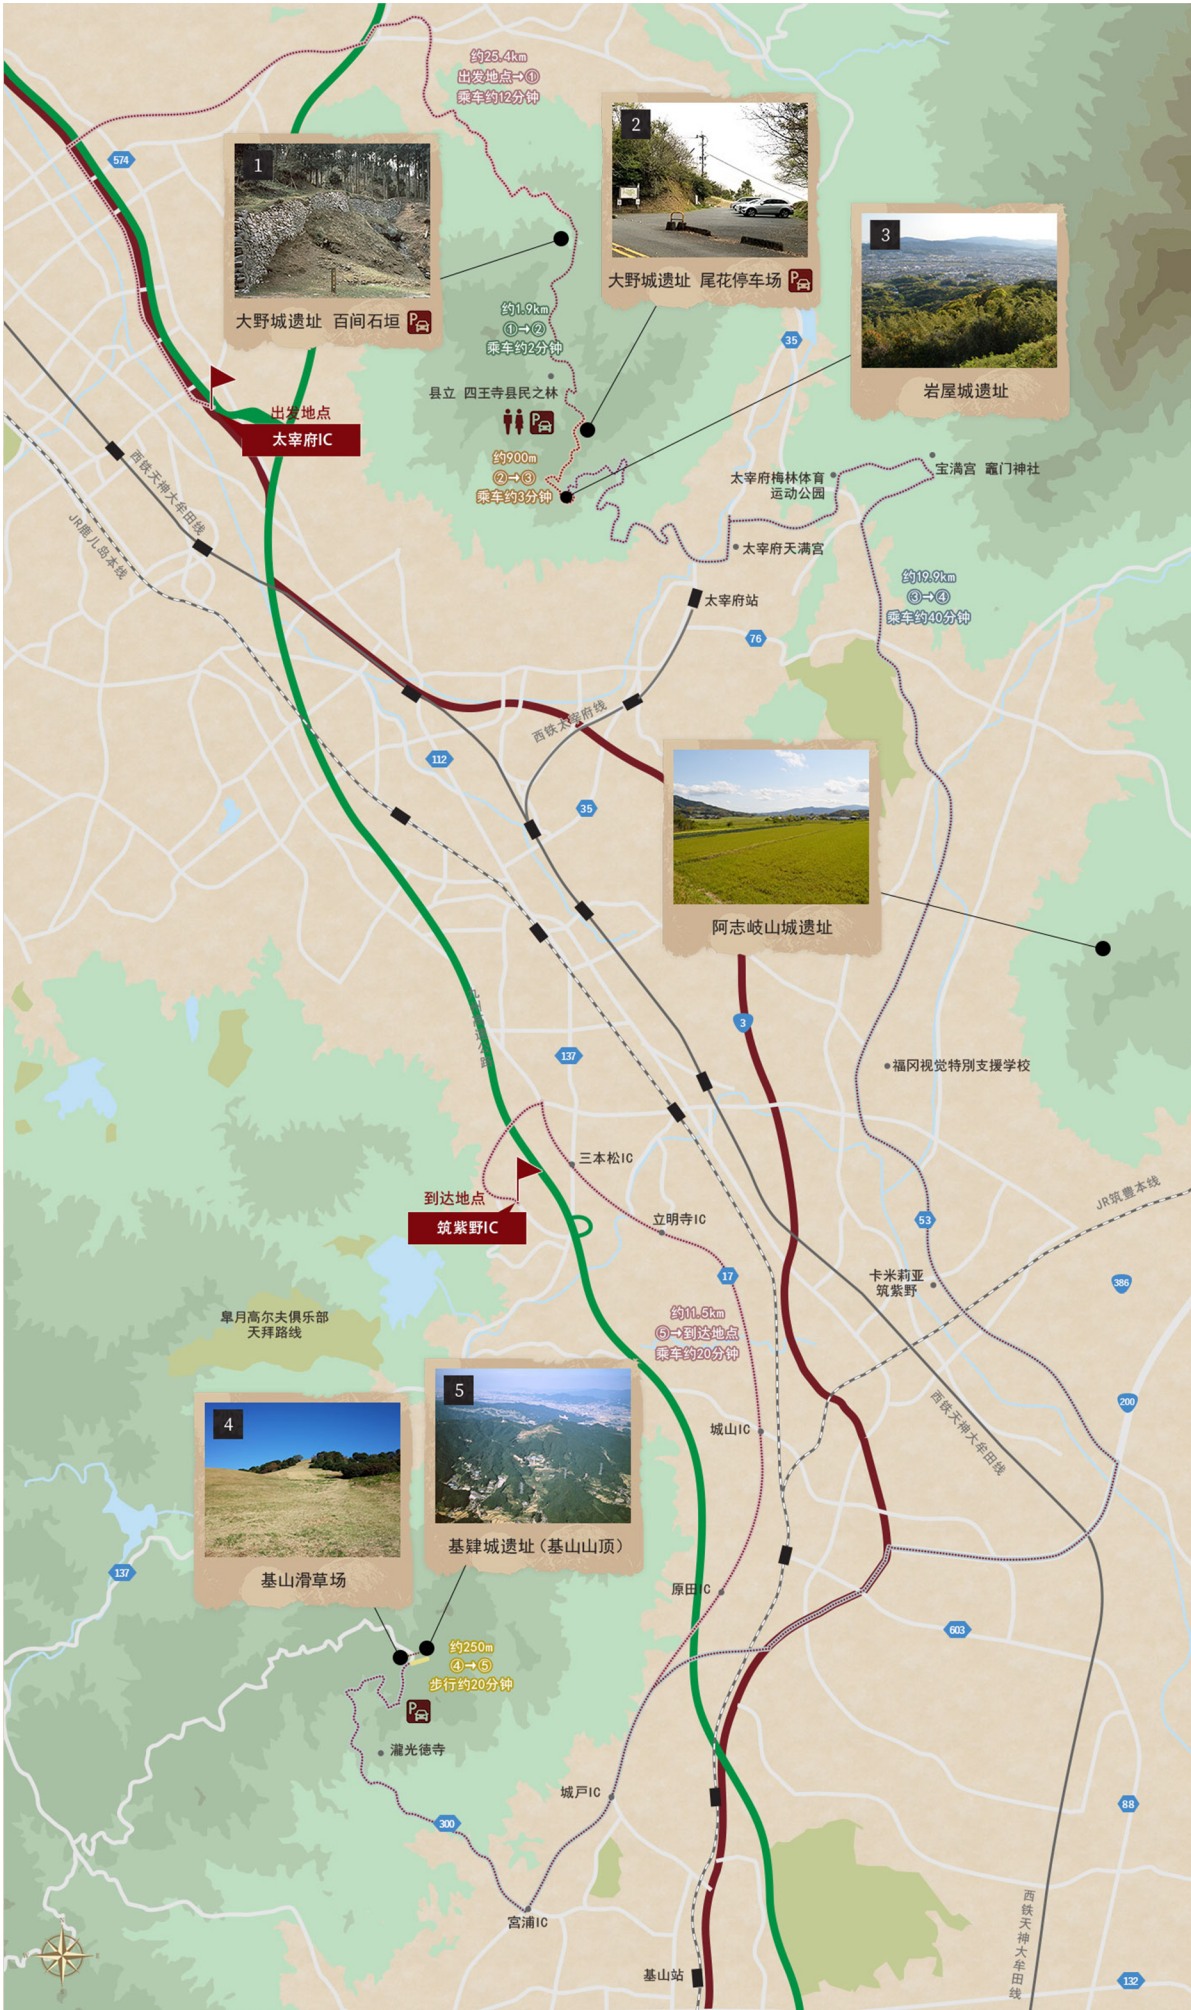 约25.4km
出发地点→①
乘车约12分钟
574
1
大野城遗址 百间石垣
P
2
大野城遗址 尾花停车场
P
3
岩屋城遗址
约1.9km
①→②
乘车约2分钟
35
县立 四王寺县民之林
P
出发地点
太宰府IC
约900m
②→③
乘车约3分钟
宝满宫 竈门神社
太宰府梅林体育
运动公园
太宰府天满宫
西铁天神大牟田线
JR鹿儿岛本线
约19.9km
③→④
乘车约40分钟
太宰府站
76
西铁太宰府线
112
35
阿志岐山城遗址
3
137
福冈视觉特別支援学校
三本松IC
到达地点
筑紫野IC
立明寺IC
JR筑豊本线
53
17
卡米莉亚
筑紫野
386
约11.5km
⑤→到达地点
乘车约20分钟
皐月高尔夫俱乐部
天拜路线
200
西铁天神大牟田线
4
基山滑草场
5
基肄城遗址（基山山顶）
城山IC
137
原田IC
603
约250m
④→⑤
步行约20分钟
P
瀧光徳寺
城戸IC
300
88
宫浦IC
西铁天神大牟田线
基山站
132